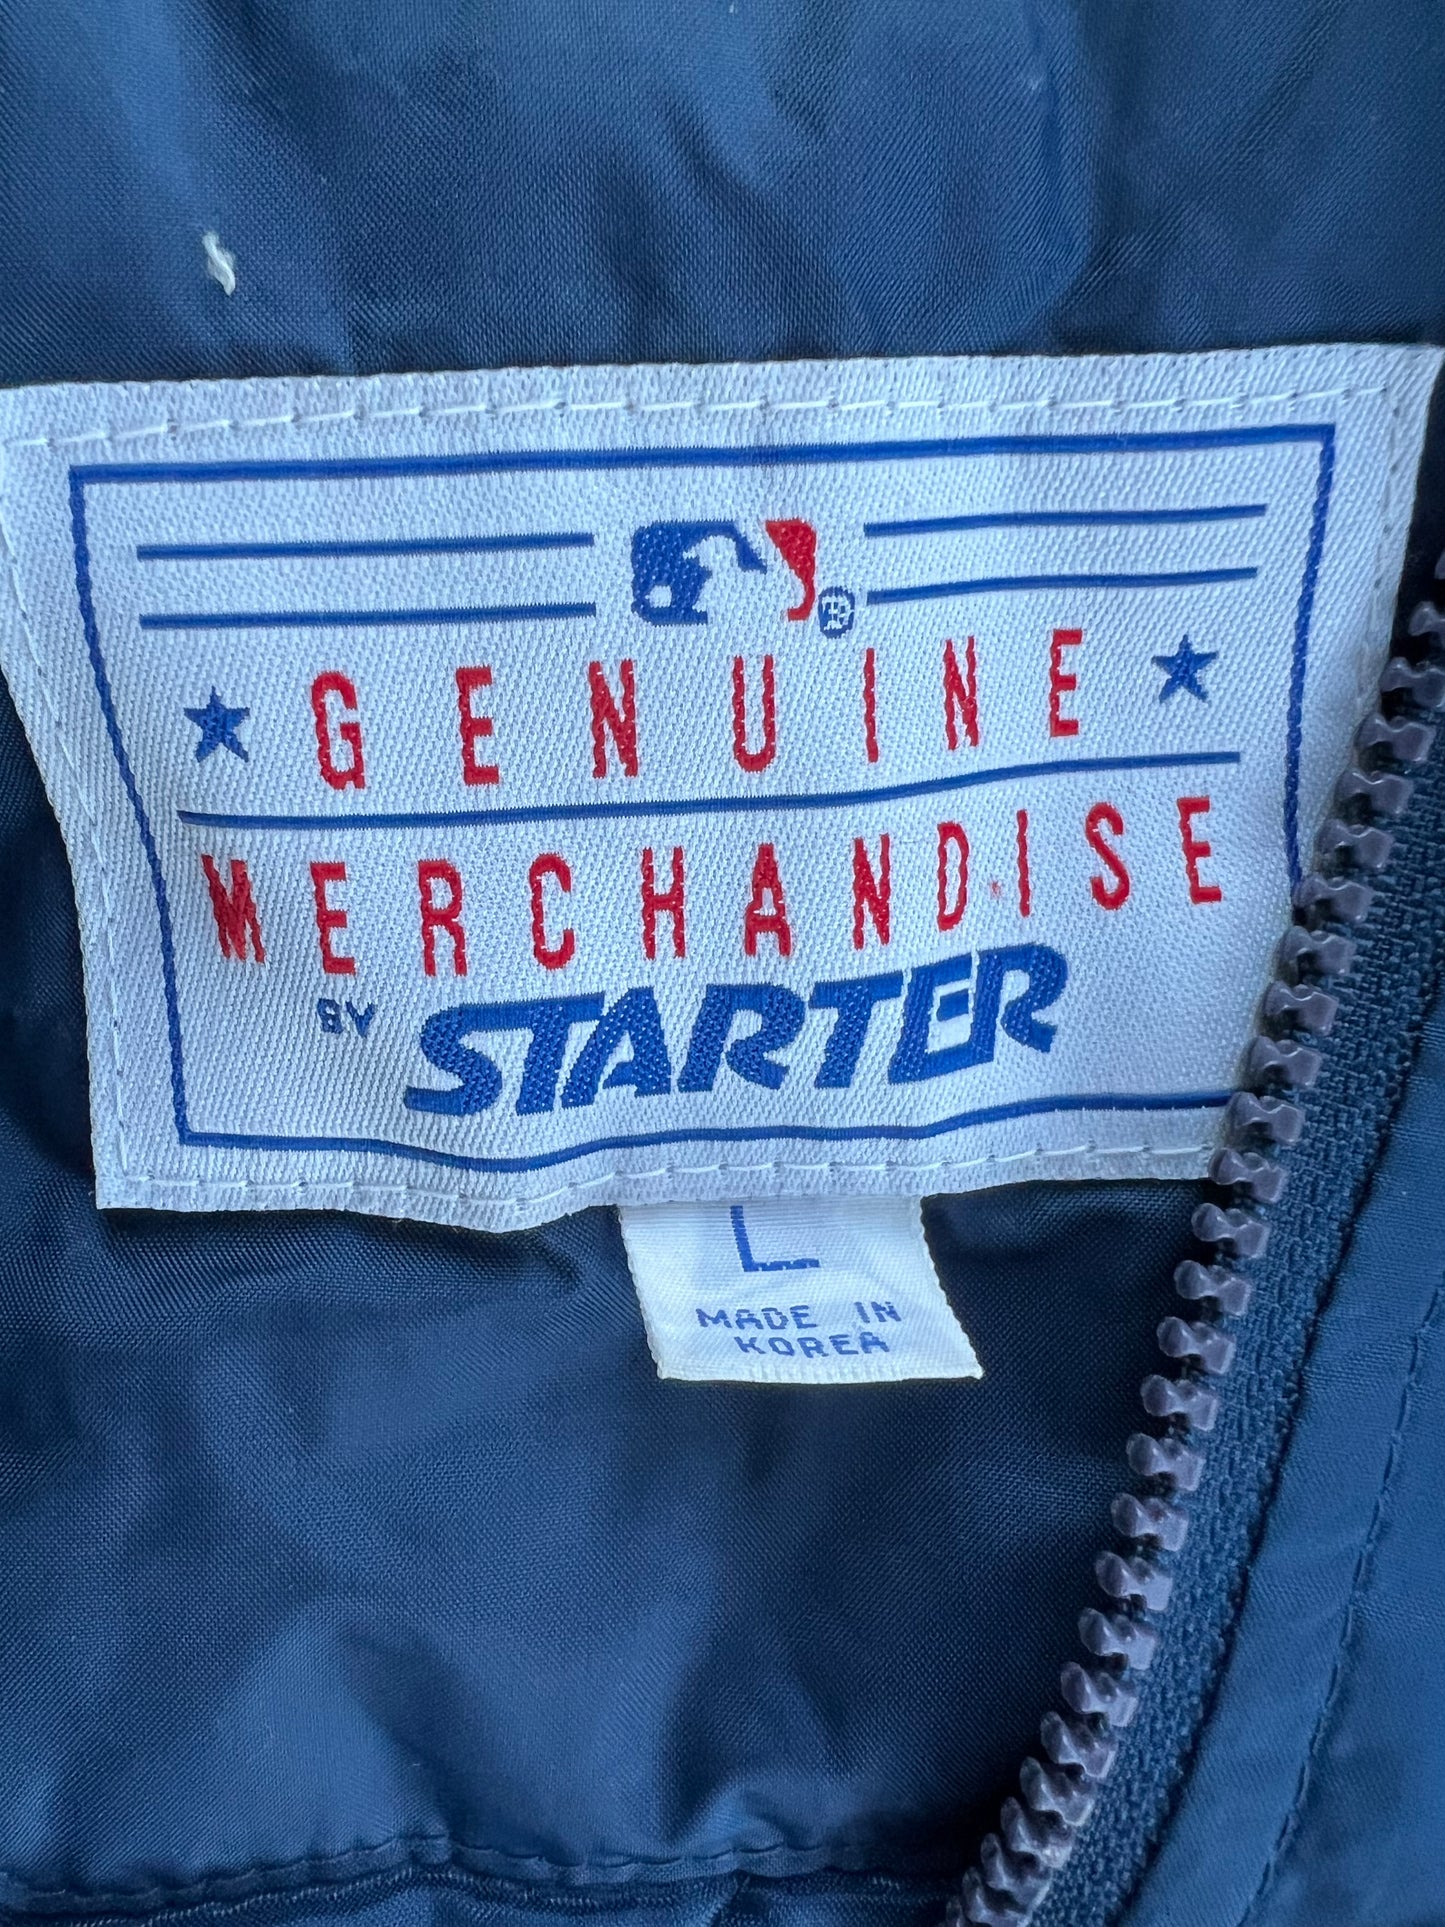 ®
GENUINE
MERCHANDISE
BY STARTER
L
MADE IN
KOREA